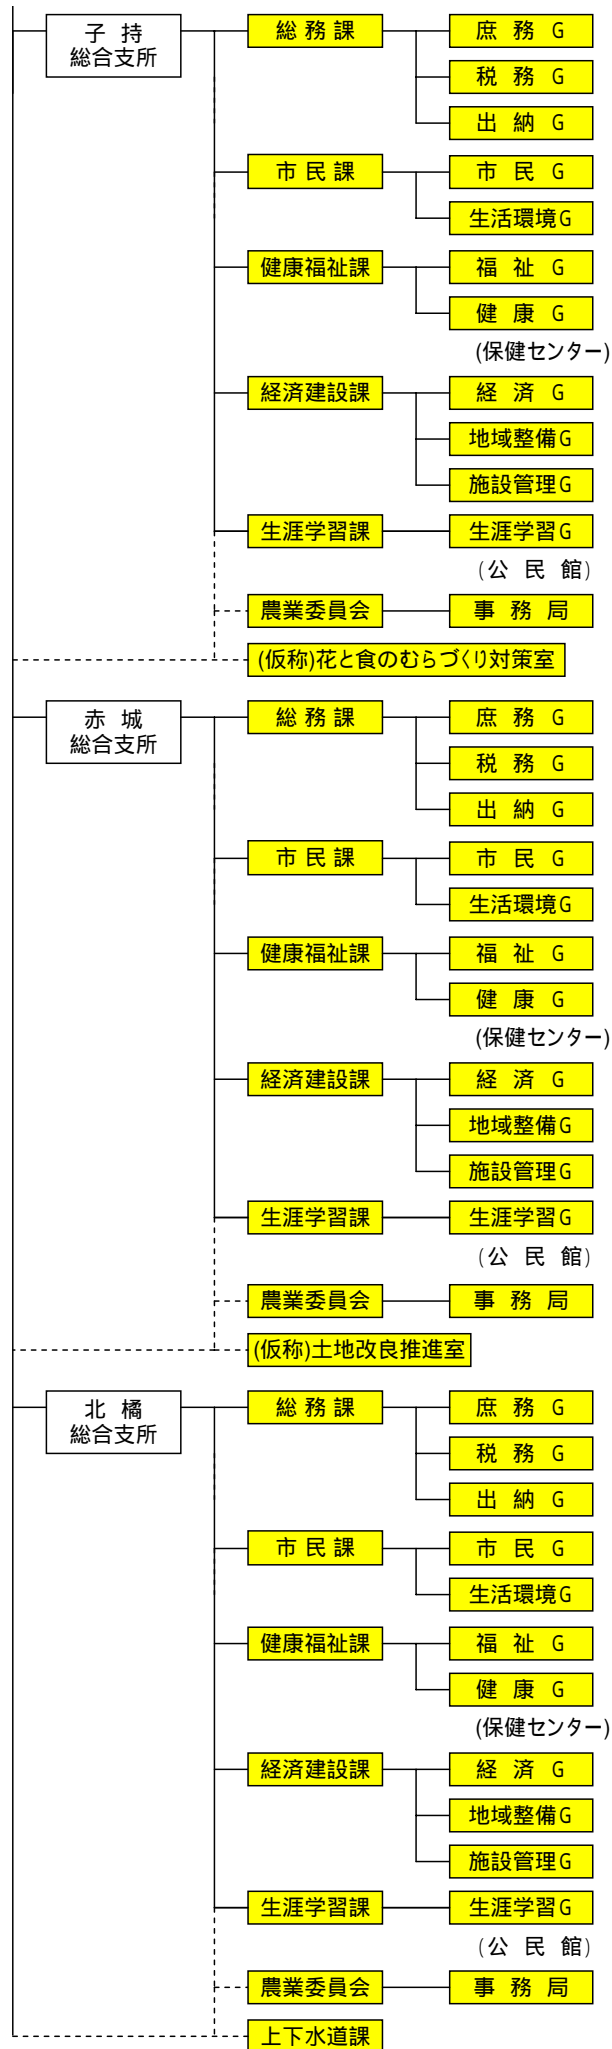 子 持
総合支所
総 務 課
庶 務 G
税 務 G
出 納 G
市 民 課
市 民 G
生活環境G
健康福祉課
福 祉 G
健 康 G
(保健センター)
経済建設課
経 済 G
地域整備G
施設管理G
生涯学習課
生涯学習G
(公 民 館)
農業委員会
事 務 局
(仮称)花と食のむらづくり対策室
赤 城
総合支所
総 務 課
庶 務 G
税 務 G
出 納 G
市 民 課
市 民 G
生活環境G
健康福祉課
福 祉 G
健 康 G
(保健センター)
経済建設課
経 済 G
地域整備G
施設管理G
生涯学習課
生涯学習G
(公 民 館)
農業委員会
事 務 局
(仮称)土地改良推進室
北 橘
総合支所
総 務 課
庶 務 G
税 務 G
出 納 G
市 民 課
市 民 G
生活環境G
健康福祉課
福 祉 G
健 康 G
(保健センター)
経済建設課
経 済 G
地域整備G
施設管理G
生涯学習課
生涯学習G
(公 民 館)
農業委員会
事 務 局
上下水道課